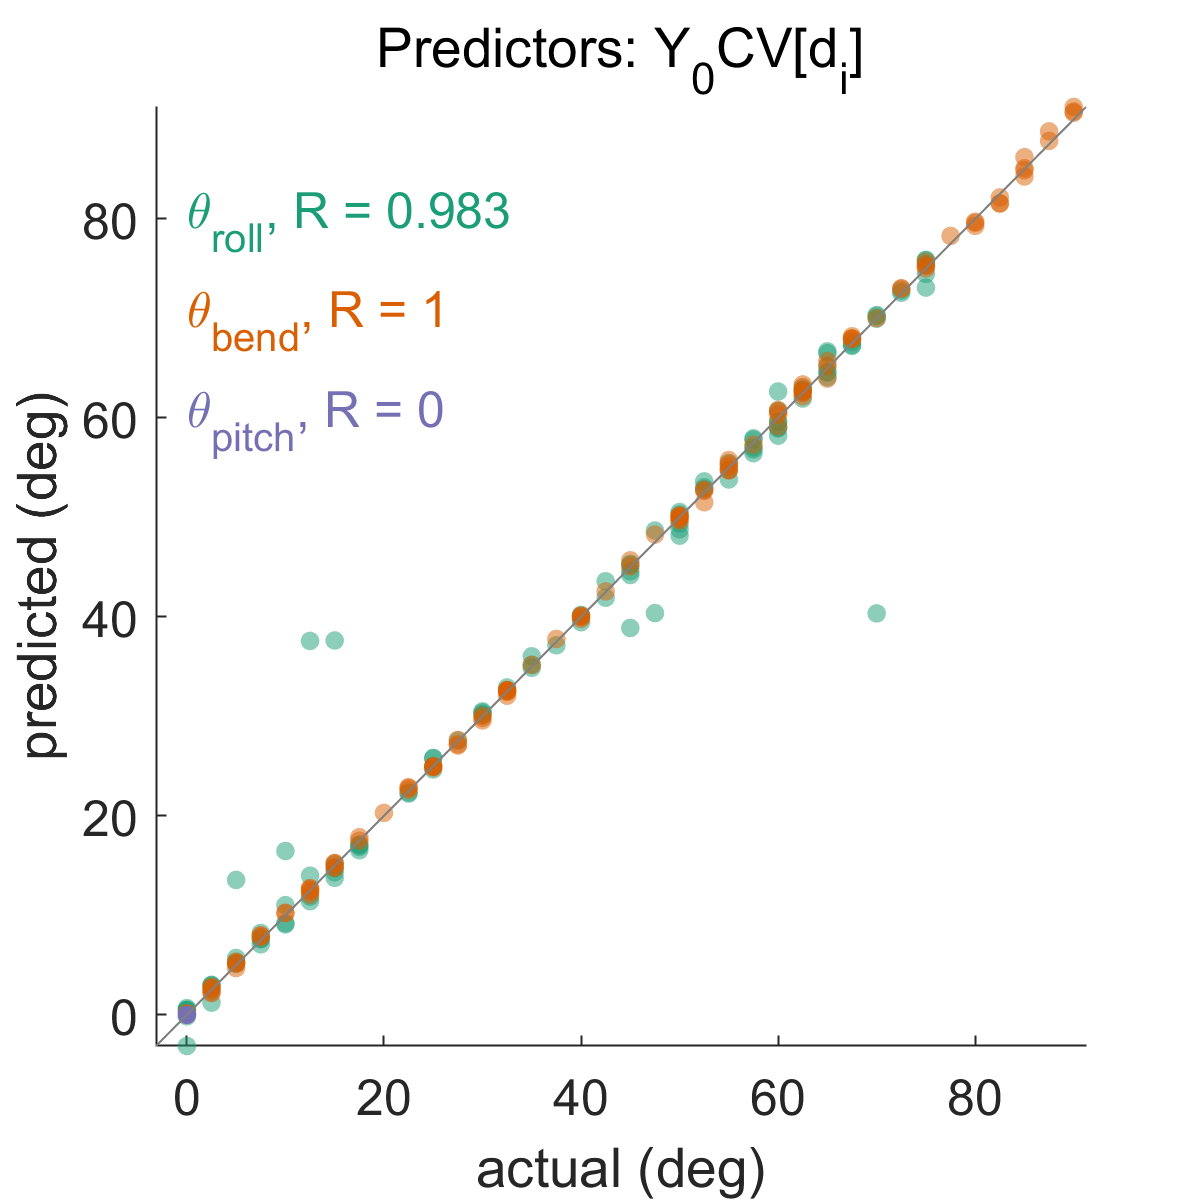 Predictors: Y₀CV[dᵢ]
θroll, R = 0.983
θbend, R = 1
θpitch, R = 0
predicted (deg)
80
60
40
20
0
0 20 40 60 80
actual (deg)